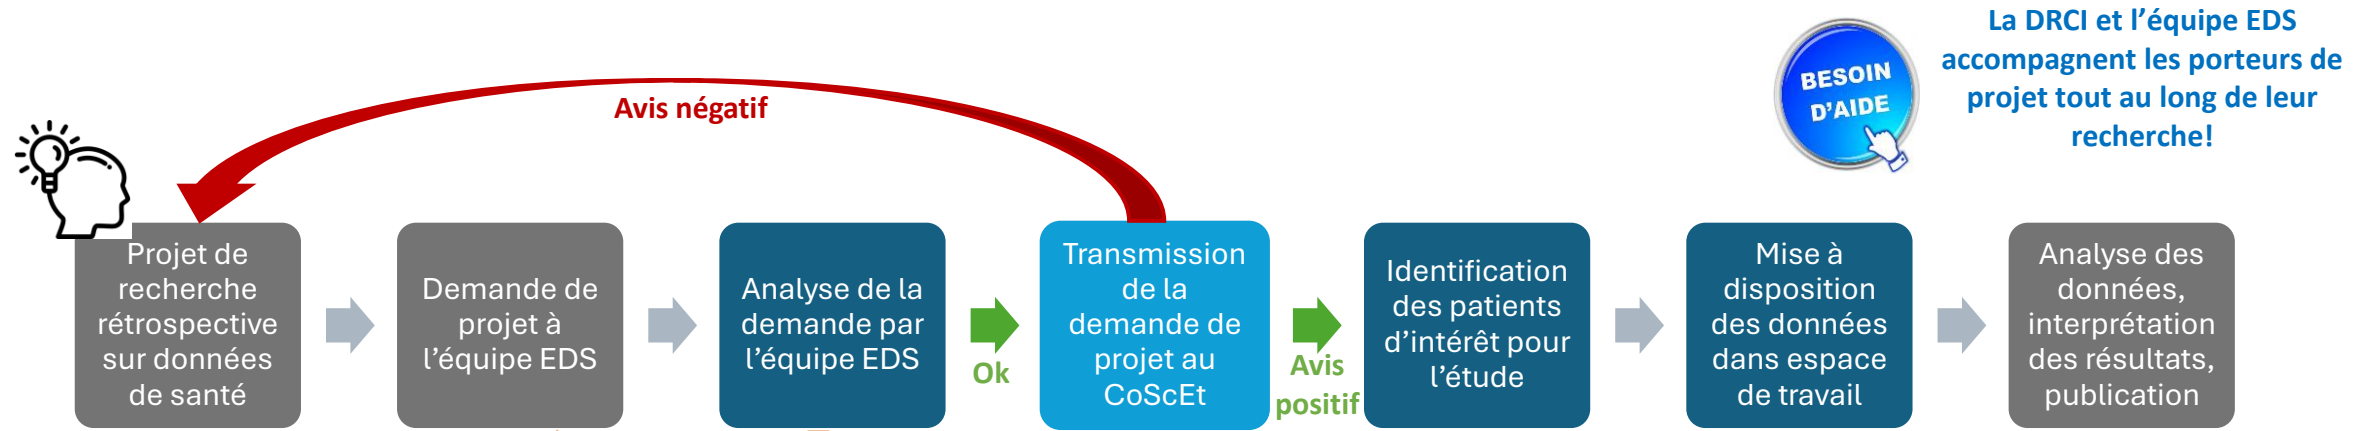 La DRCI et l’équipe EDS
accompagnent les porteurs de
projet tout au long de leur
recherche!
BESOIN
D'AIDE
Avis négatif
Projet de
recherche
rétrospective
sur données
de santé
Demande de
projet à
l’équipe EDS
Analyse de la
demande par
l’équipe EDS
Ok
Transmission
de la
demande de
projet au
CoScEt
Avis
positif
Identification
des patients
d’intérêt pour
l’étude
Mise à
disposition
des données
dans espace
de travail
Analyse des
données,
interprétation
des résultats,
publication